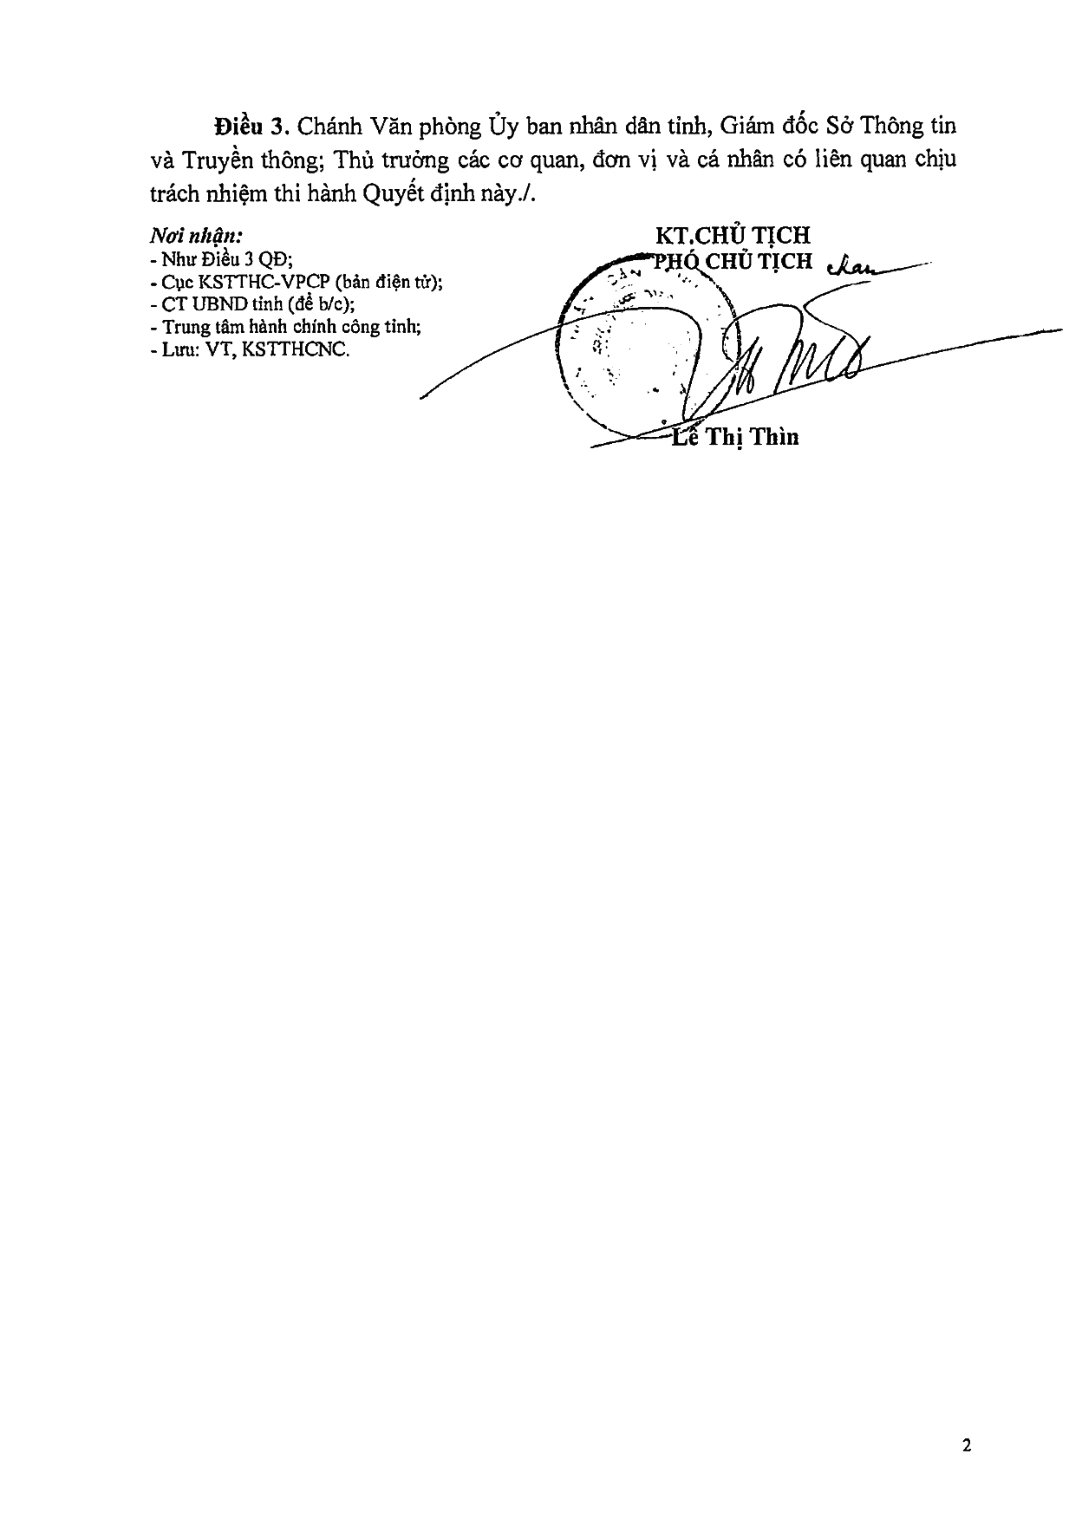 Điều 3. Chánh Văn phòng Ủy ban nhân dân tỉnh, Giám đốc Sở Thông tin
và Truyền thông; Thủ trưởng các cơ quan, đơn vị và cá nhân có liên quan chịu
trách nhiệm thi hành Quyết định này./.
Nơi nhận:
- Như Điều 3 QĐ;
- Cục KSTTHC-VPCP (bản điện tử);
- CT UBND tỉnh (để b/c);
- Trung tâm hành chính công tỉnh;
- Lưu: VT, KSTTHCNC.
KT.CHỦ TỊCH
PHÓ CHỦ TỊCH
Lê Thị Thìn
2